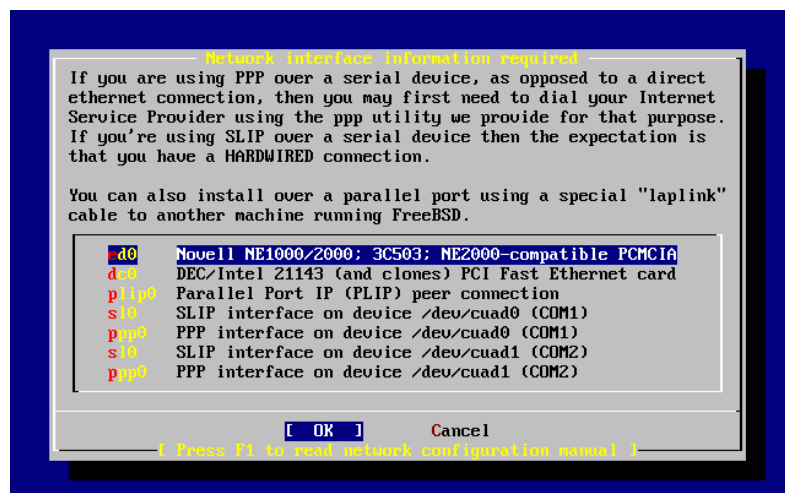 Network interface information required
If you are using PPP over a serial device, as opposed to a direct
ethernet connection, then you may first need to dial your Internet
Service Provider using the ppp utility we provide for that purpose.
If you're using SLIP over a serial device then the expectation is
that you have a HARDWIRED connection.
You can also install over a parallel port using a special "laplink"
cable to another machine running FreeBSD.
ed0 Novell NE1000/2000; 3C503; NE2000-compatible PCMCIA
dc0 DEC/Intel 21143 (and clones) PCI Fast Ethernet card
plip0 Parallel Port IP (PLIP) peer connection
sl0 SLIP interface on device /dev/cuad0 (COM1)
ppp0 PPP interface on device /dev/cuad0 (COM1)
sl0 SLIP interface on device /dev/cuad1 (COM2)
ppp0 PPP interface on device /dev/cuad1 (COM2)
[ OK ] Cancel
[ Press F1 to read network configuration manual ]